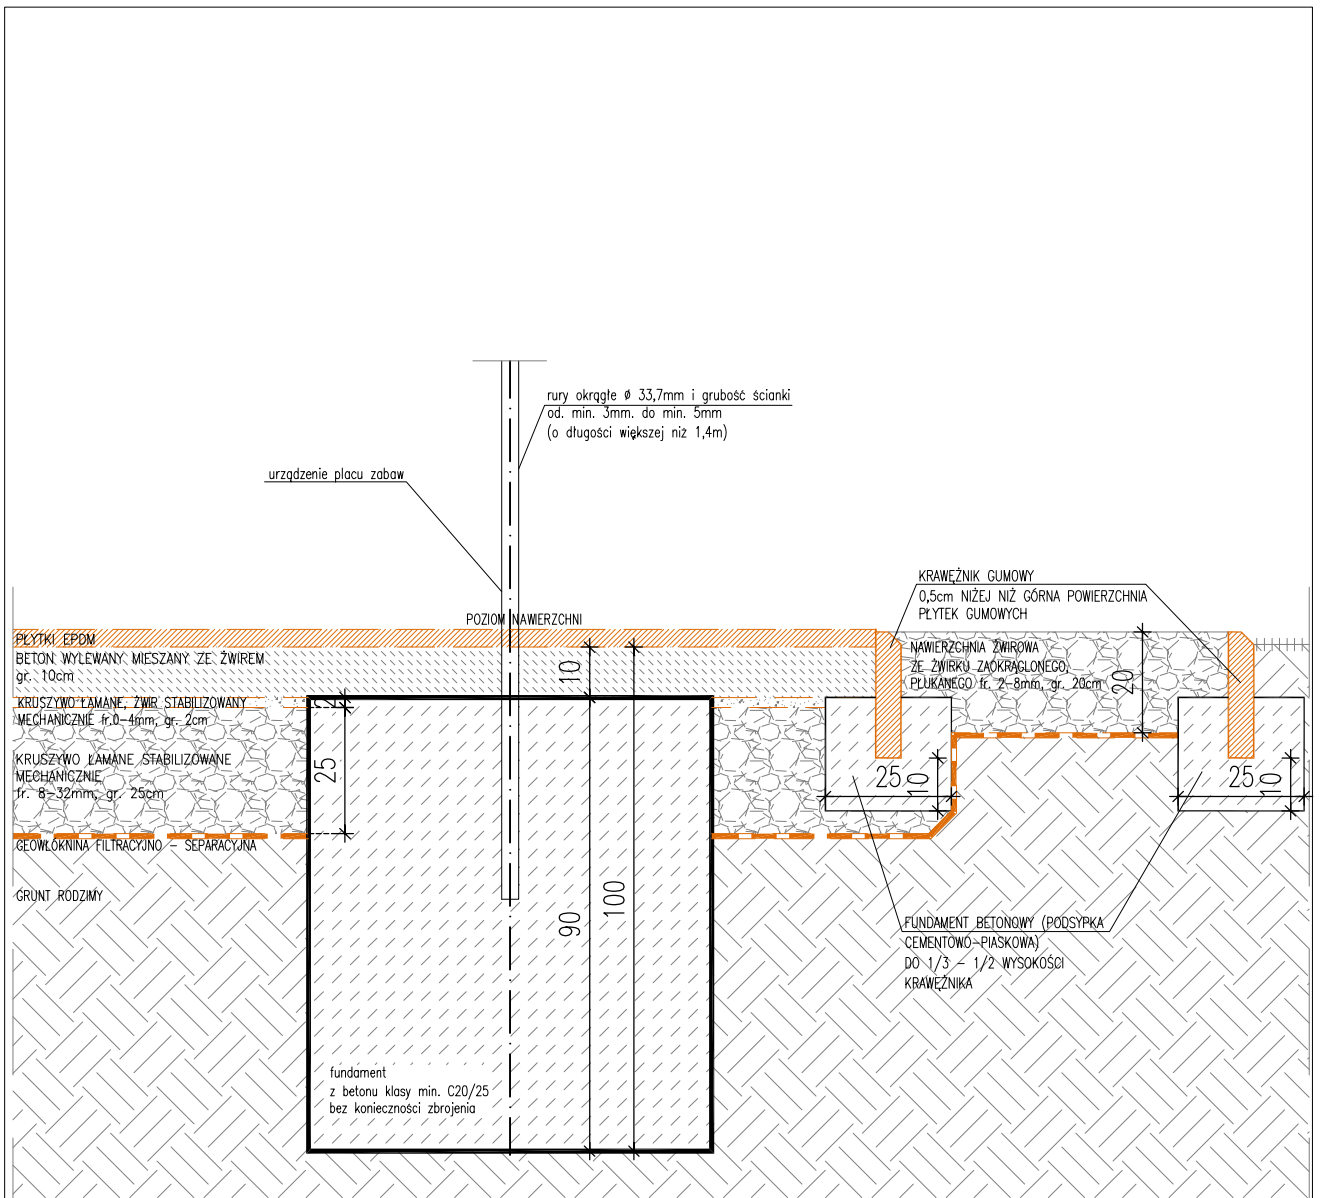 rury okrągłe Ø 33,7mm i grubość ścianki
od. min. 3mm. do min. 5mm
(o długości większej niż 1,4m)
urządzenie placu zabaw
KRAWĘŻNIK GUMOWY
0,5cm NIŻEJ NIŻ GÓRNA POWIERZCHNIA
PŁYTEK GUMOWYCH
POZIOM NAWIERZCHNI
PŁYTKI EPDM
BETON WYLEWANY MIESZANY ZE ŻWIREM
gr. 10cm
NAWIERZCHNIA ŻWIROWA
ZE ŻWIRKU ZAOKRĄGLONEGO,
PŁUKANEGO fr. 2-8mm, gr. 20cm
10
20
KRUSZYWO ŁAMANE, ŻWIR STABILIZOWANY
MECHANICZNIE fr.0-4mm, gr. 2cm
2
KRUSZYWO ŁAMANE STABILIZOWANE
MECHANICZNIE
fr. 8-32mm, gr. 25cm
25
25
10
25
10
GEOWŁÓKNINA FILTRACYJNO - SEPARACYJNA
GRUNT RODZIMY
90
100
FUNDAMENT BETONOWY (PODSYPKA
CEMENTOWO-PIASKOWA)
DO 1/3 - 1/2 WYSOKOŚCI
KRAWĘŻNIKA
fundament
z betonu klasy min. C20/25
bez konieczności zbrojenia